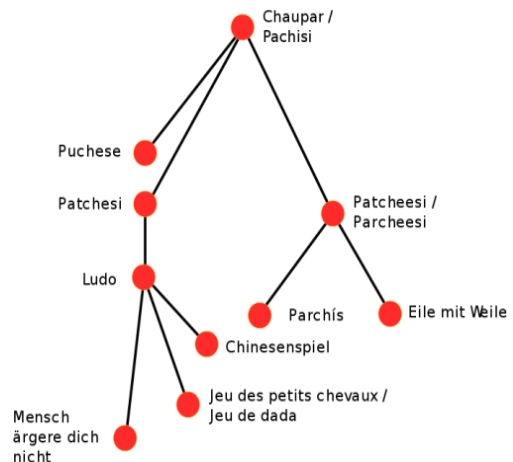 Chaupar /
Pachisi
Puchese
Patchesi
Patcheesi /
Parcheesi
Ludo
Parchís
Eile mit Weile
Chinesenspiel
Jeu des petits chevaux /
Jeu de dada
Mensch
ärgere dich
nicht